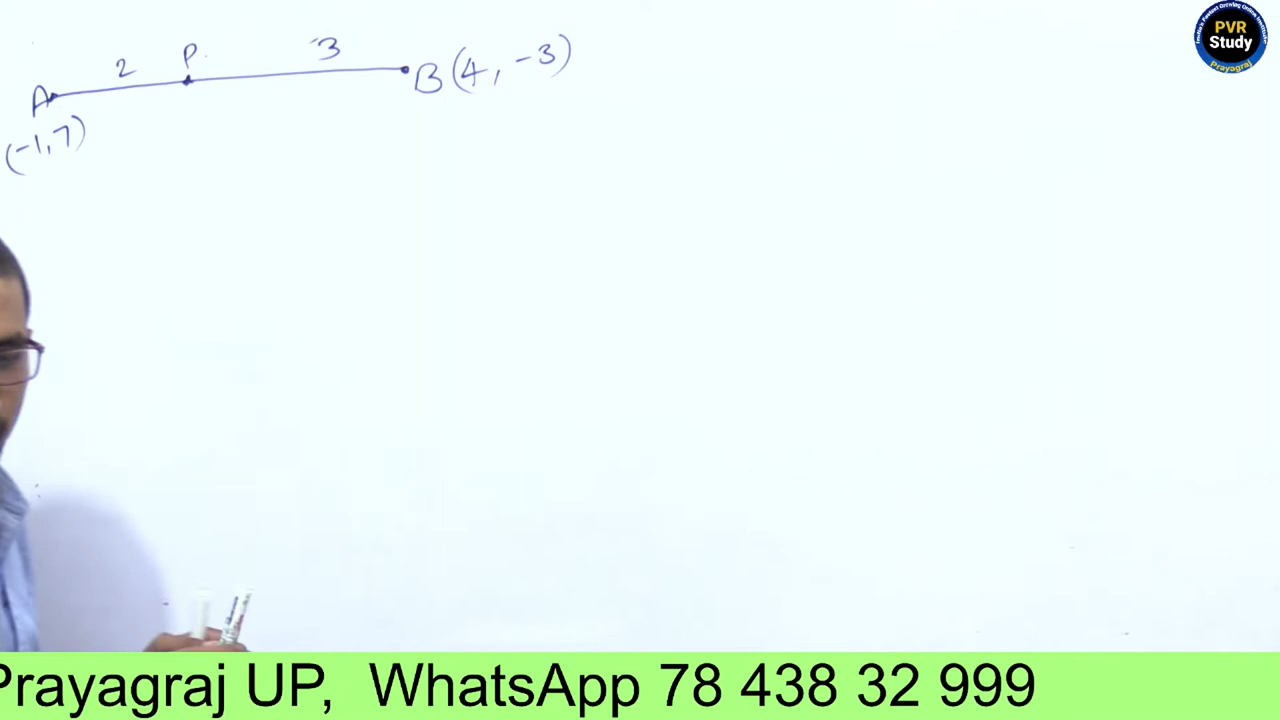 2 P. 3
A B (4, -3)
(-1, 7)
PVR
Study
Prayagraj
Prayagraj UP, WhatsApp 78 438 32 999